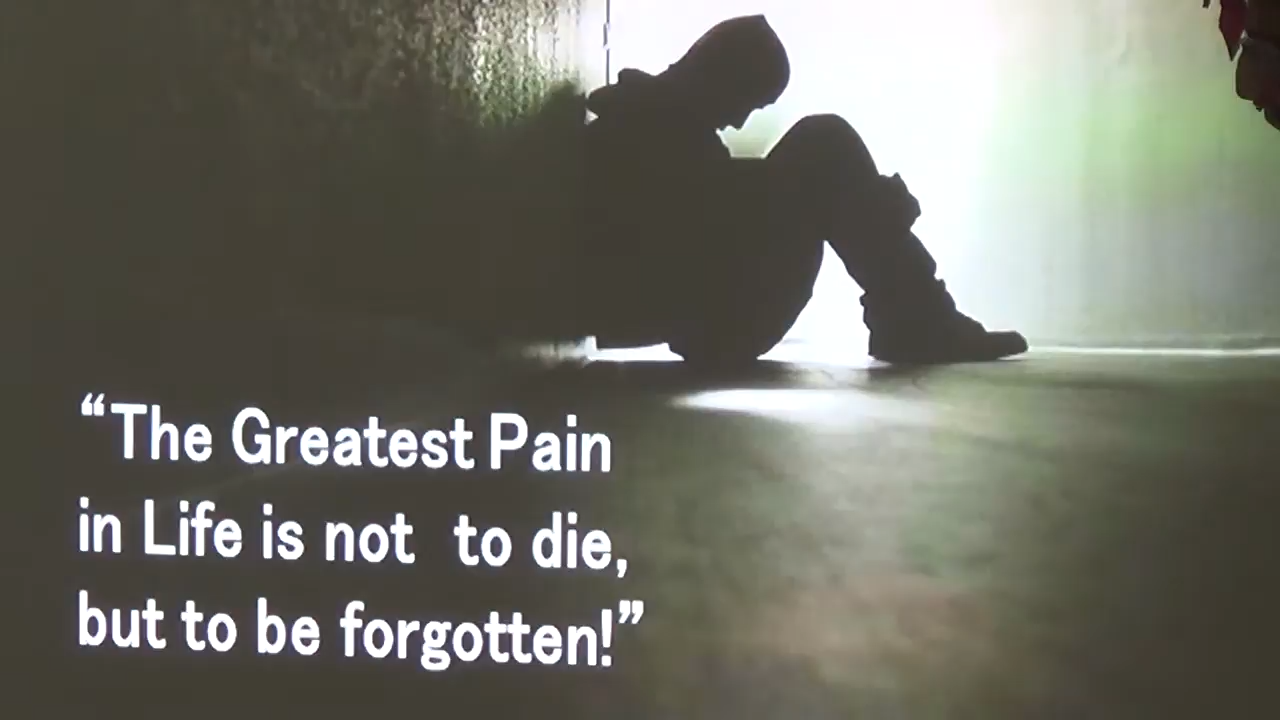 “The Greatest Pain
in Life is not to die,
but to be forgotten!”